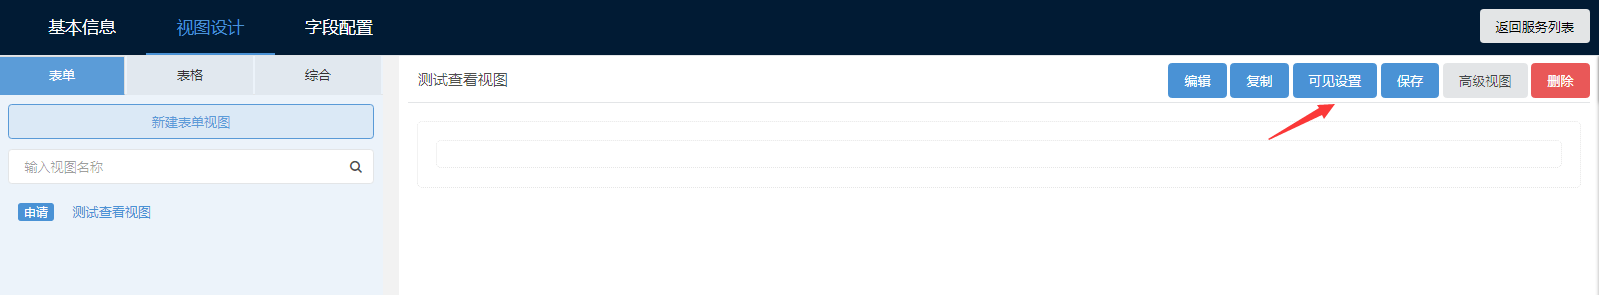 基本信息 视图设计 字段配置 返回服务列表
表单 表格 综合
测试查看视图 编辑 复制 可见设置 保存 高级视图 删除
新建表单视图
输入视图名称
申请 测试查看视图